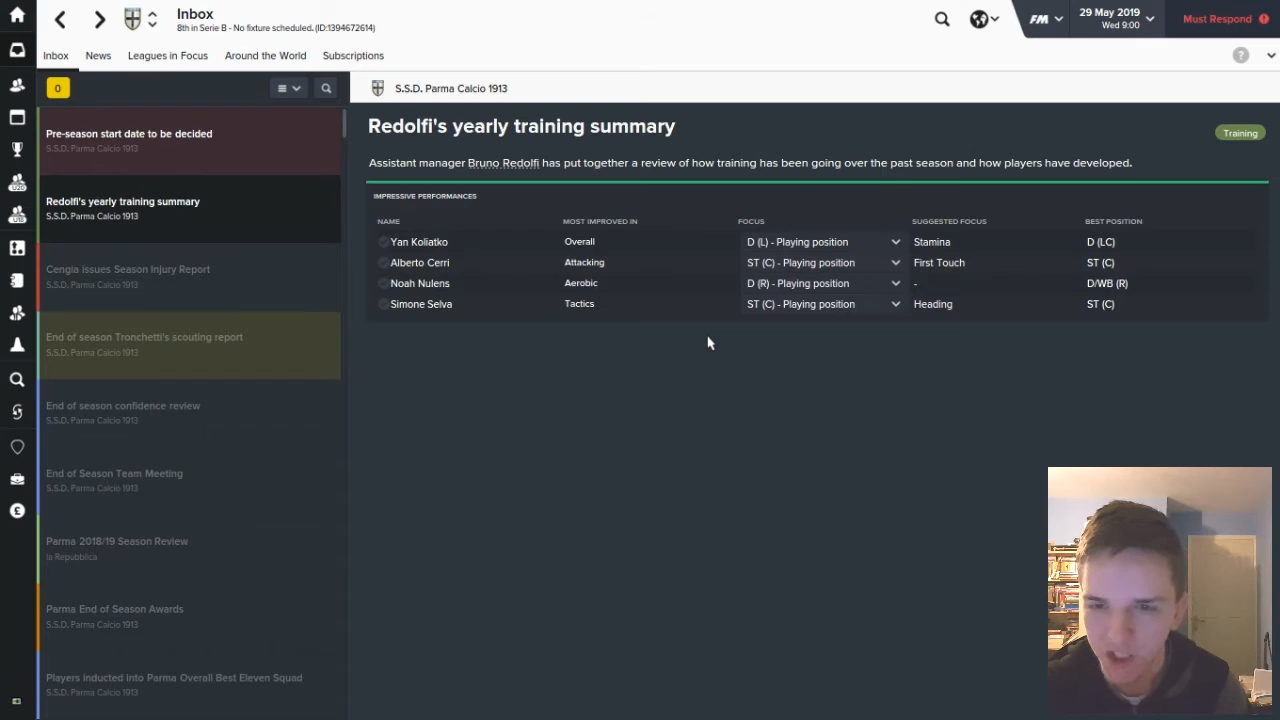 Inbox
8th in Serie B - No fixture scheduled. (ID:1394672614)
FM
29 May 2019
Wed 9:00
Must Respond
Inbox
News
Leagues in Focus
Around the World
Subscriptions
?
0
S.S.D. Parma Calcio 1913
Pre-season start date to be decided
S.S.D. Parma Calcio 1913
Redolfi's yearly training summary
S.S.D. Parma Calcio 1913
Cengia issues Season Injury Report
S.S.D. Parma Calcio 1913
End of season Tronchetti's scouting report
S.S.D. Parma Calcio 1913
End of season confidence review
S.S.D. Parma Calcio 1913
End of Season Team Meeting
S.S.D. Parma Calcio 1913
Parma 2018/19 Season Review
la Repubblica
Parma End of Season Awards
S.S.D. Parma Calcio 1913
Players inducted into Parma Overall Best Eleven Squad
S.S.D. Parma Calcio 1913
Redolfi's yearly training summary
Training
Assistant manager Bruno Redolfi has put together a review of how training has been going over the past season and how players have developed.
IMPRESSIVE PERFORMANCES
NAME MOST IMPROVED IN FOCUS SUGGESTED FOCUS BEST POSITION
Yan Koliatko Overall D (L) - Playing position Stamina D (LC)
Alberto Cerri Attacking ST (C) - Playing position First Touch ST (C)
Noah Nulens Aerobic D (R) - Playing position - D/WB (R)
Simone Selva Tactics ST (C) - Playing position Heading ST (C)